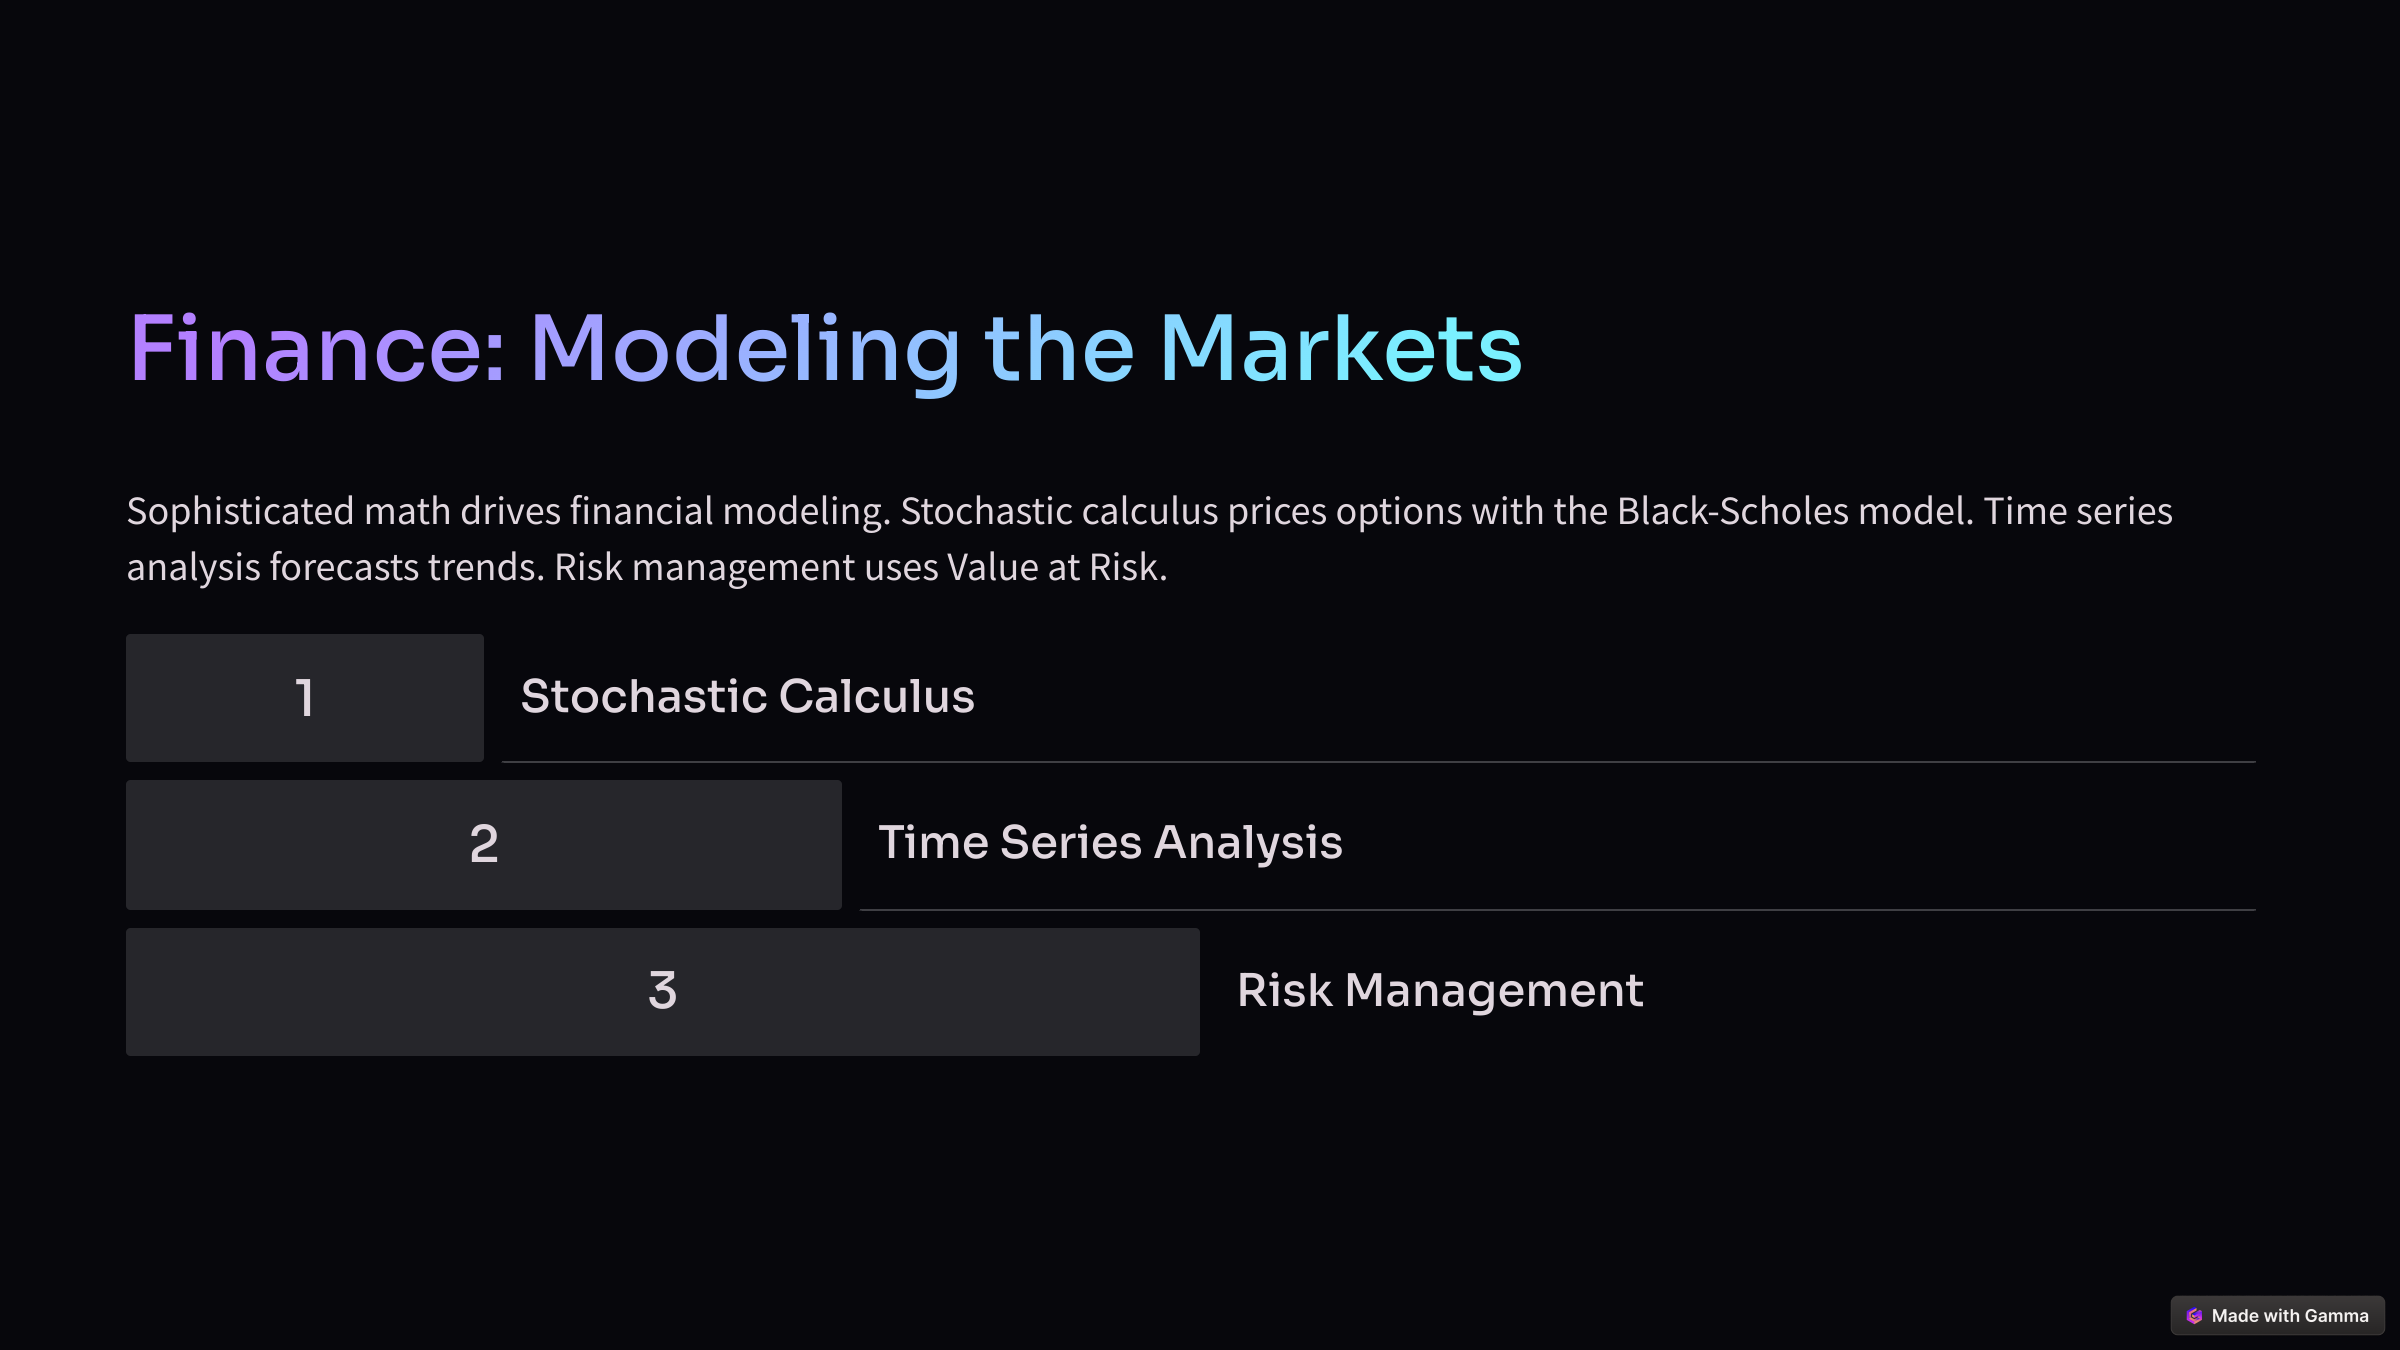 Finance: Modeling the Markets
Sophisticated math drives financial modeling. Stochastic calculus prices options with the Black-Scholes model. Time series
analysis forecasts trends. Risk management uses Value at Risk.
1 Stochastic Calculus
2 Time Series Analysis
3 Risk Management
Made with Gamma